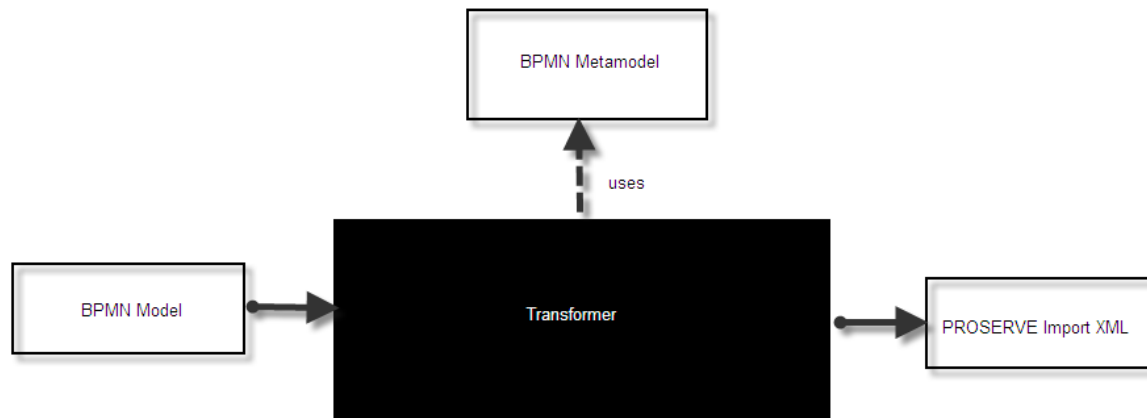 BPMN Metamodel
uses
BPMN Model
Transformer
PROSERVE Import XML